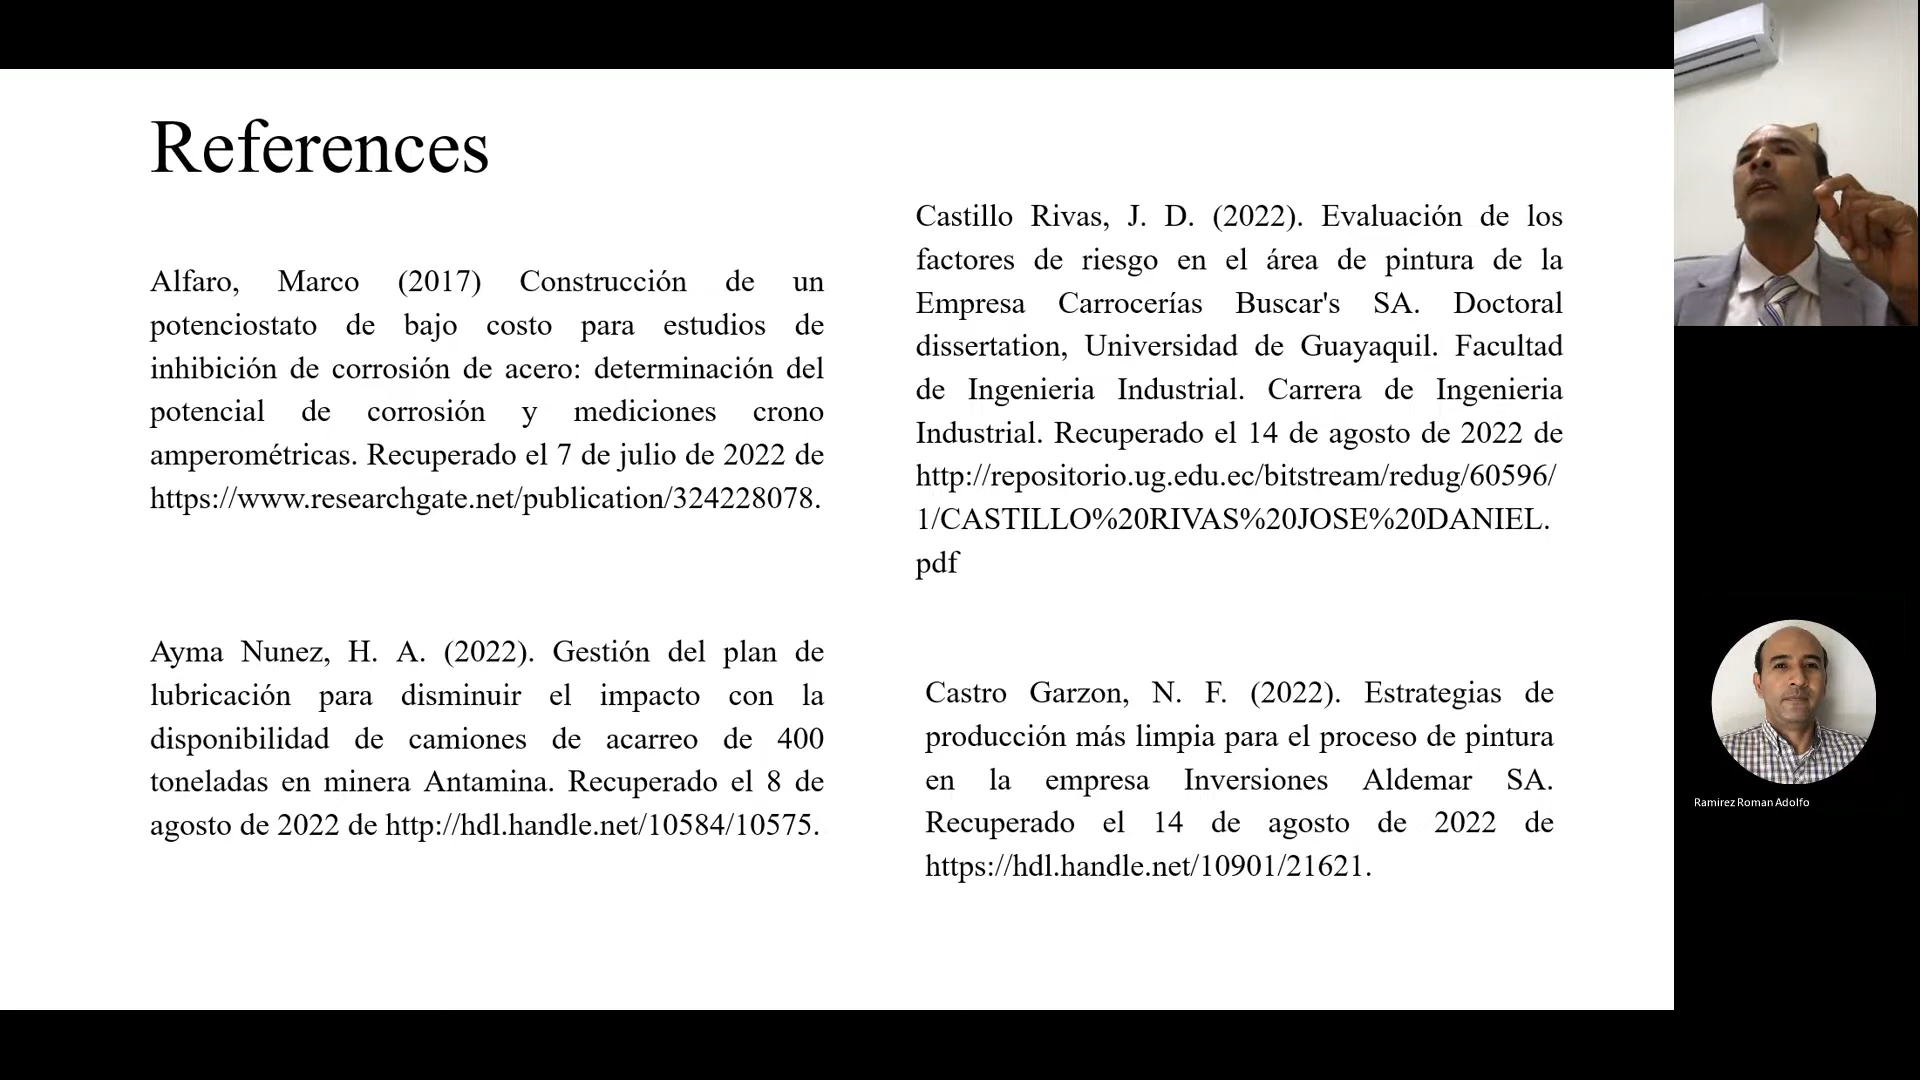 References
Alfaro, Marco (2017) Construcción de un
potenciostato de bajo costo para estudios de
inhibición de corrosión de acero: determinación del
potencial de corrosión y mediciones crono
amperométricas. Recuperado el 7 de julio de 2022 de
https://www.researchgate.net/publication/324228078.
Ayma Nunez, H. A. (2022). Gestión del plan de
lubricación para disminuir el impacto con la
disponibilidad de camiones de acarreo de 400
toneladas en minera Antamina. Recuperado el 8 de
agosto de 2022 de http://hdl.handle.net/10584/10575.
Castillo Rivas, J. D. (2022). Evaluación de los
factores de riesgo en el área de pintura de la
Empresa Carrocerías Buscar's SA. Doctoral
dissertation, Universidad de Guayaquil. Facultad
de Ingenieria Industrial. Carrera de Ingenieria
Industrial. Recuperado el 14 de agosto de 2022 de
http://repositorio.ug.edu.ec/bitstream/redug/60596/
1/CASTILLO%20RIVAS%20JOSE%20DANIEL.
pdf
Castro Garzon, N. F. (2022). Estrategias de
producción más limpia para el proceso de pintura
en la empresa Inversiones Aldemar SA.
Recuperado el 14 de agosto de 2022 de
https://hdl.handle.net/10901/21621.
Ramirez Roman Adolfo